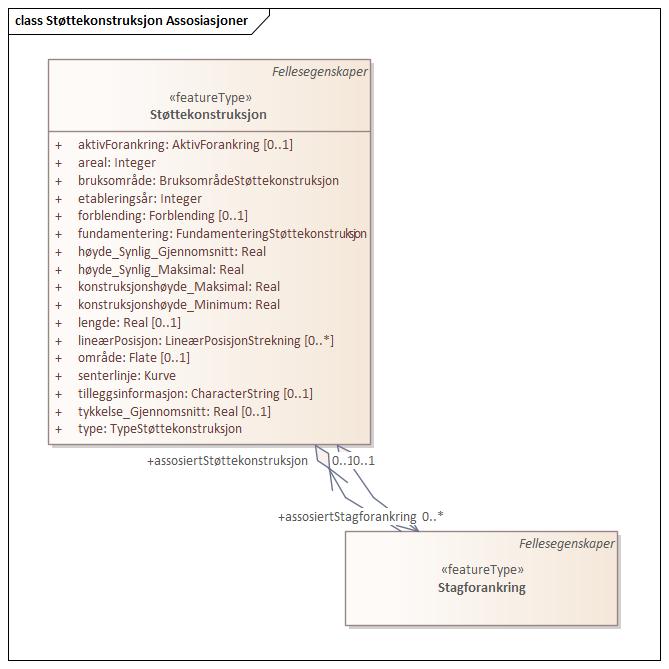 class Støttekonstruksjon Assosiasjoner
Fellesegenskaper
«featureType»
Støttekonstruksjon
+ aktivForankring: AktivForankring [0..1]
+ areal: Integer
+ bruksområde: BruksområdeStøttekonstruksjon
+ etableringsår: Integer
+ forblending: Forblending [0..1]
+ fundamentering: FundamenteringStøttekonstruksjon
+ høyde_Synlig_Gjennomsnitt: Real
+ høyde_Synlig_Maksimal: Real
+ konstruksjonshøyde_Maksimal: Real
+ konstruksjonshøyde_Minimum: Real
+ lengde: Real [0..1]
+ lineærPosisjon: LineærPosisjonStrekning [0..*]
+ område: Flate [0..1]
+ senterlinje: Kurve
+ tilleggsinformasjon: CharacterString [0..1]
+ tykkelse_Gjennomsnitt: Real [0..1]
+ type: TypeStøttekonstruksjon
+assosiertStøttekonstruksjon 0..1 0..1
+assosiertStagforankring 0..*
Fellesegenskaper
«featureType»
Stagforankring